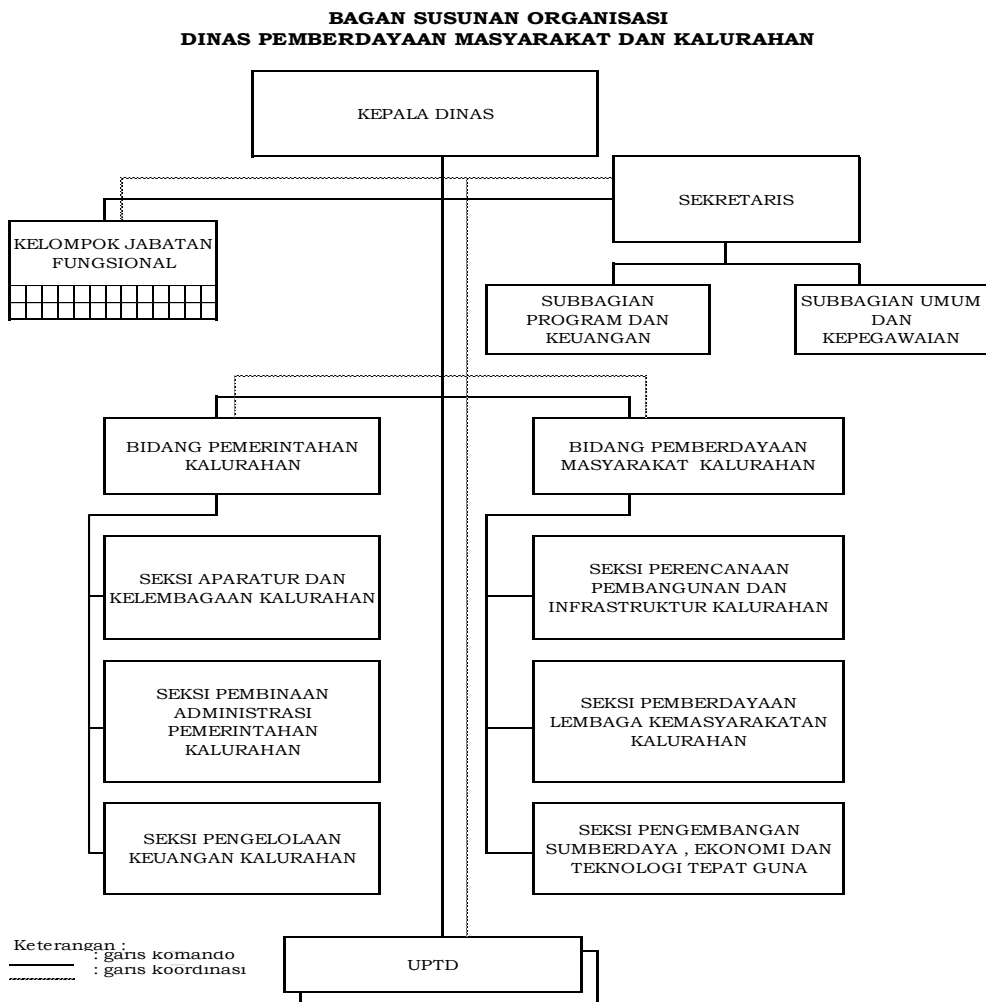 BAGAN SUSUNAN ORGANISASI
DINAS PEMBERDAYAAN MASYARAKAT DAN KALURAHAN
KEPALA DINAS
SEKRETARIS
KELOMPOK JABATAN
FUNGSIONAL
SUBBAGIAN
PROGRAM DAN
KEUANGAN
SUBBAGIAN UMUM
DAN
KEPEGAWAIAN
BIDANG PEMERINTAHAN
KALURAHAN
BIDANG PEMBERDAYAAN
MASYARAKAT KALURAHAN
SEKSI APARATUR DAN
KELEMBAGAAN KALURAHAN
SEKSI PERENCANAAN
PEMBANGUNAN DAN
INFRASTRUKTUR KALURAHAN
SEKSI PEMBINAAN
ADMINISTRASI
PEMERINTAHAN
KALURAHAN
SEKSI PEMBERDAYAAN
LEMBAGA KEMASYARAKATAN
KALURAHAN
SEKSI PENGELOLAAN
KEUANGAN KALURAHAN
SEKSI PENGEMBANGAN
SUMBERDAYA , EKONOMI DAN
TEKNOLOGI TEPAT GUNA
Keterangan :
: garis komando
: garis koordinasi
UPTD